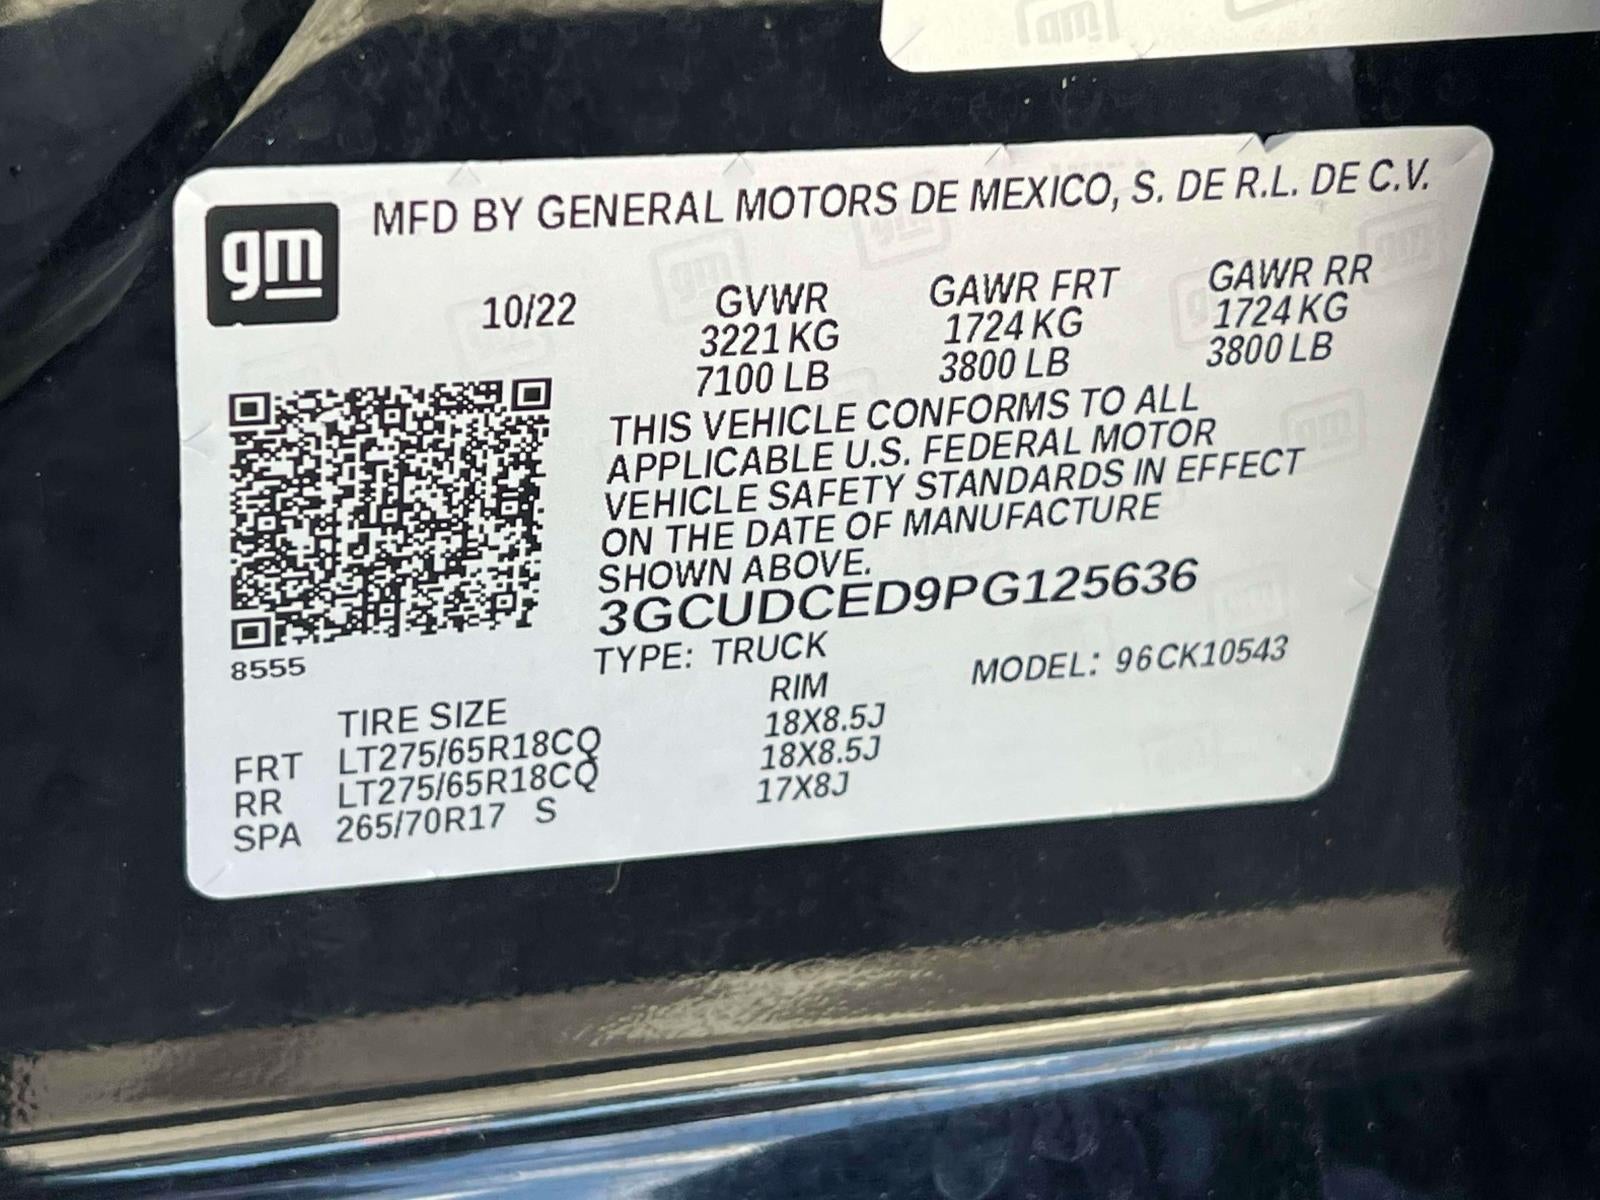 gm
MFD BY GENERAL MOTORS DE MEXICO, S. DE R.L. DE C.V.
10/22 GVWR GAWR FRT GAWR RR
3221 KG 1724 KG 1724 KG
7100 LB 3800 LB 3800 LB
THIS VEHICLE CONFORMS TO ALL
APPLICABLE U.S. FEDERAL MOTOR
VEHICLE SAFETY STANDARDS IN EFFECT
ON THE DATE OF MANUFACTURE
SHOWN ABOVE.
3GCUDCED9PG125636
8555
TYPE: TRUCK MODEL: 96CK10543
TIRE SIZE RIM
FRT LT275/65R18CQ 18X8.5J
RR LT275/65R18CQ 18X8.5J
SPA 265/70R17 S 17X8J